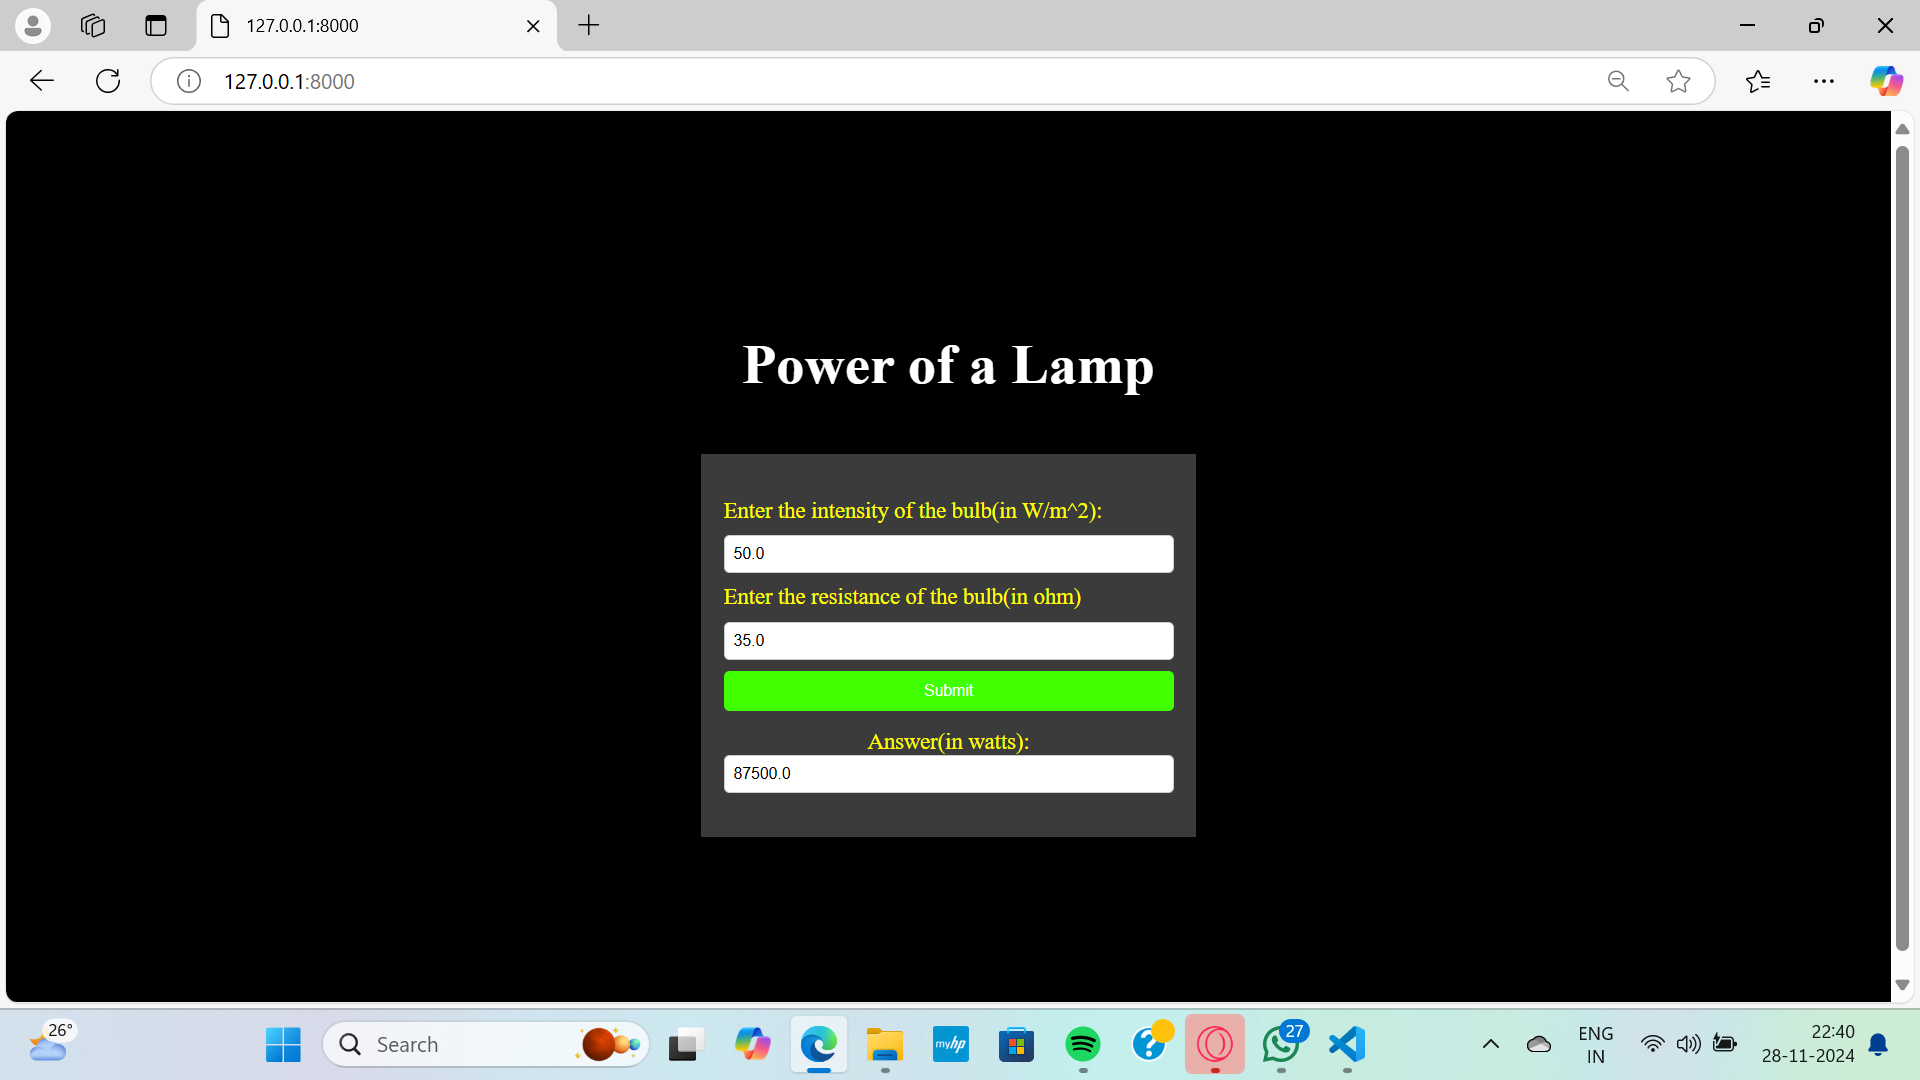 127.0.0.1:8000
127.0.0.1:8000
Power of a Lamp
Enter the intensity of the bulb(in W/m^2):
50.0
Enter the resistance of the bulb(in ohm)
35.0
Submit
Answer(in watts):
87500.0
26°
Search
myhp
27
ENG
IN
22:40
28-11-2024